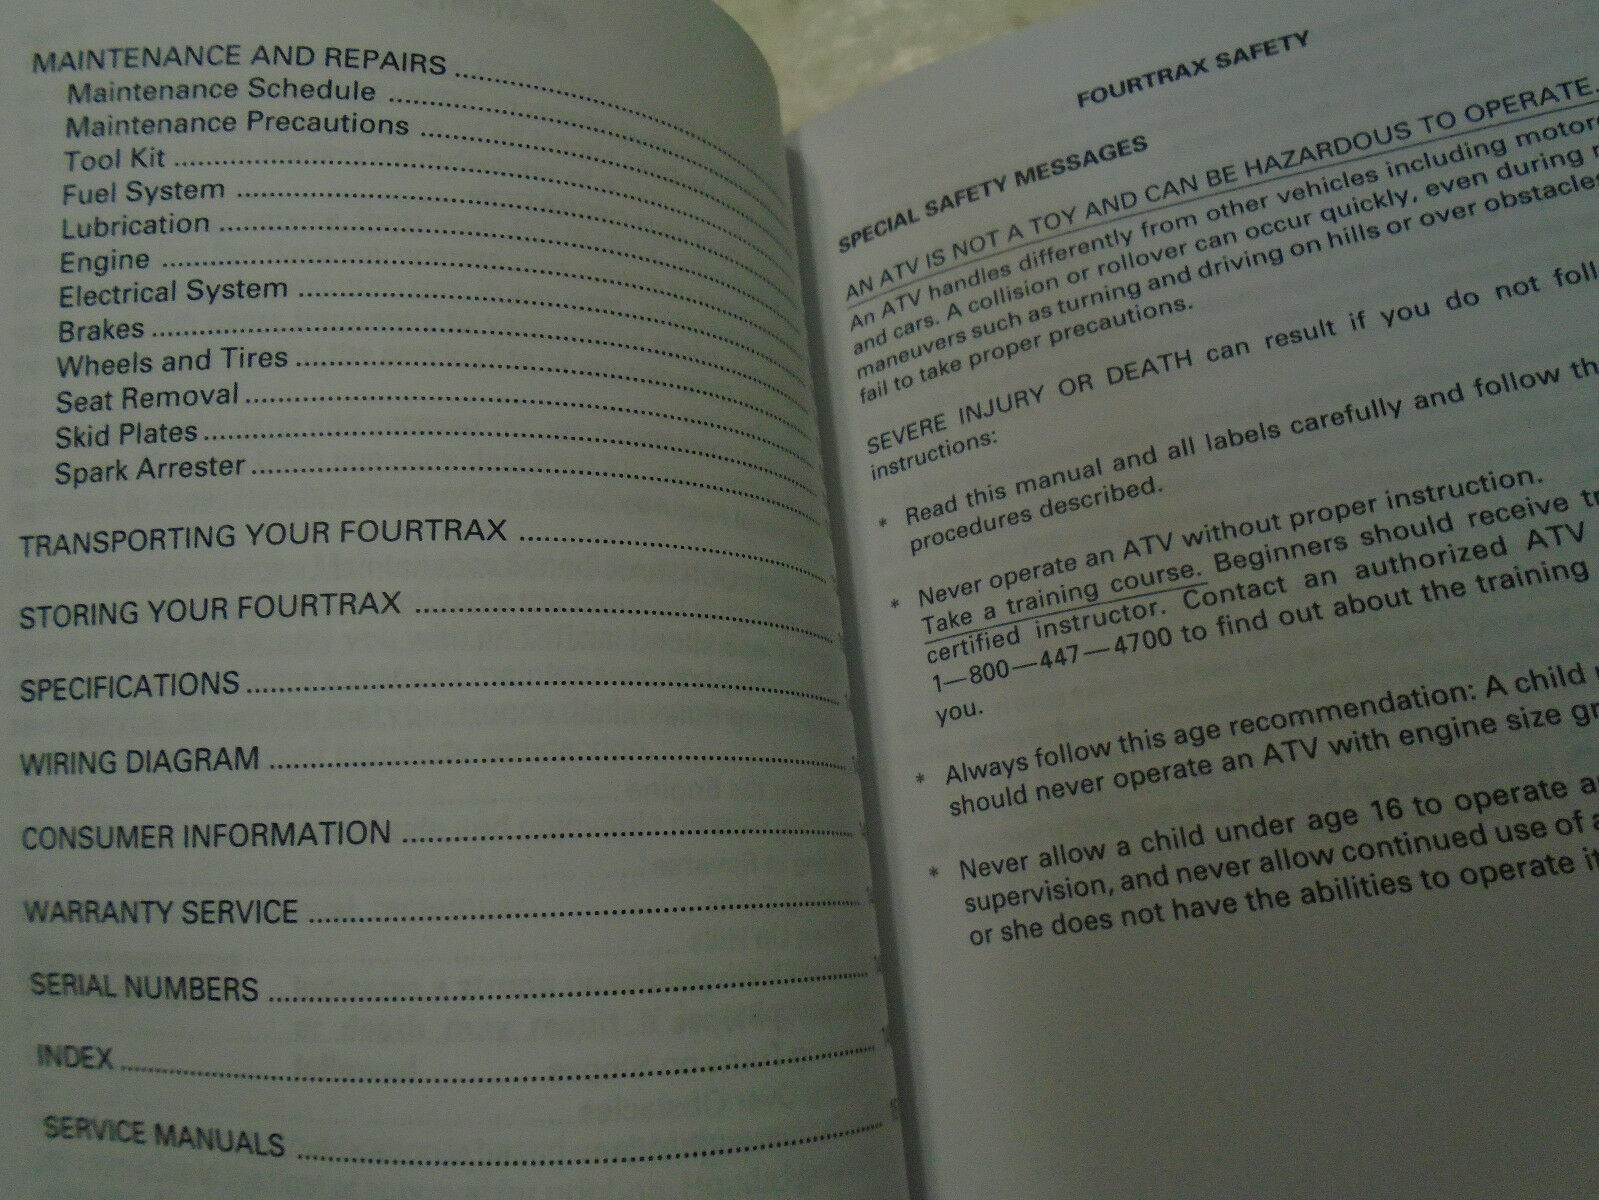 MAINTENANCE AND REPAIRS
Maintenance Schedule
Maintenance Precautions
Tool Kit
Fuel System
Lubrication
Engine
Electrical System
Brakes
Wheels and Tires
Seat Removal
Skid Plates
Spark Arrester
TRANSPORTING YOUR FOURTRAX
STORING YOUR FOURTRAX
SPECIFICATIONS
WIRING DIAGRAM
CONSUMER INFORMATION
WARRANTY SERVICE
SERIAL NUMBERS
INDEX
SERVICE MANUALS
FOURTRAX SAFETY
SPECIAL SAFETY MESSAGES
AN ATV IS NOT A TOY AND CAN BE HAZARDOUS TO OPERATE.
An ATV handles differently from other vehicles including motorc
and cars. A collision or rollover can occur quickly, even during r
maneuvers such as turning and driving on hills or over obstacles
fail to take proper precautions.
SEVERE INJURY OR DEATH can result if you do not foll
instructions:
* Read this manual and all labels carefully and follow th
procedures described.
* Never operate an ATV without proper instruction.
Take a training course. Beginners should receive tr
certified instructor. Contact an authorized ATV
1—800—447—4700 to find out about the training
you.
* Always follow this age recommendation: A child
should never operate an ATV with engine size gr
* Never allow a child under age 16 to operate a
supervision, and never allow continued use of a
or she does not have the abilities to operate it